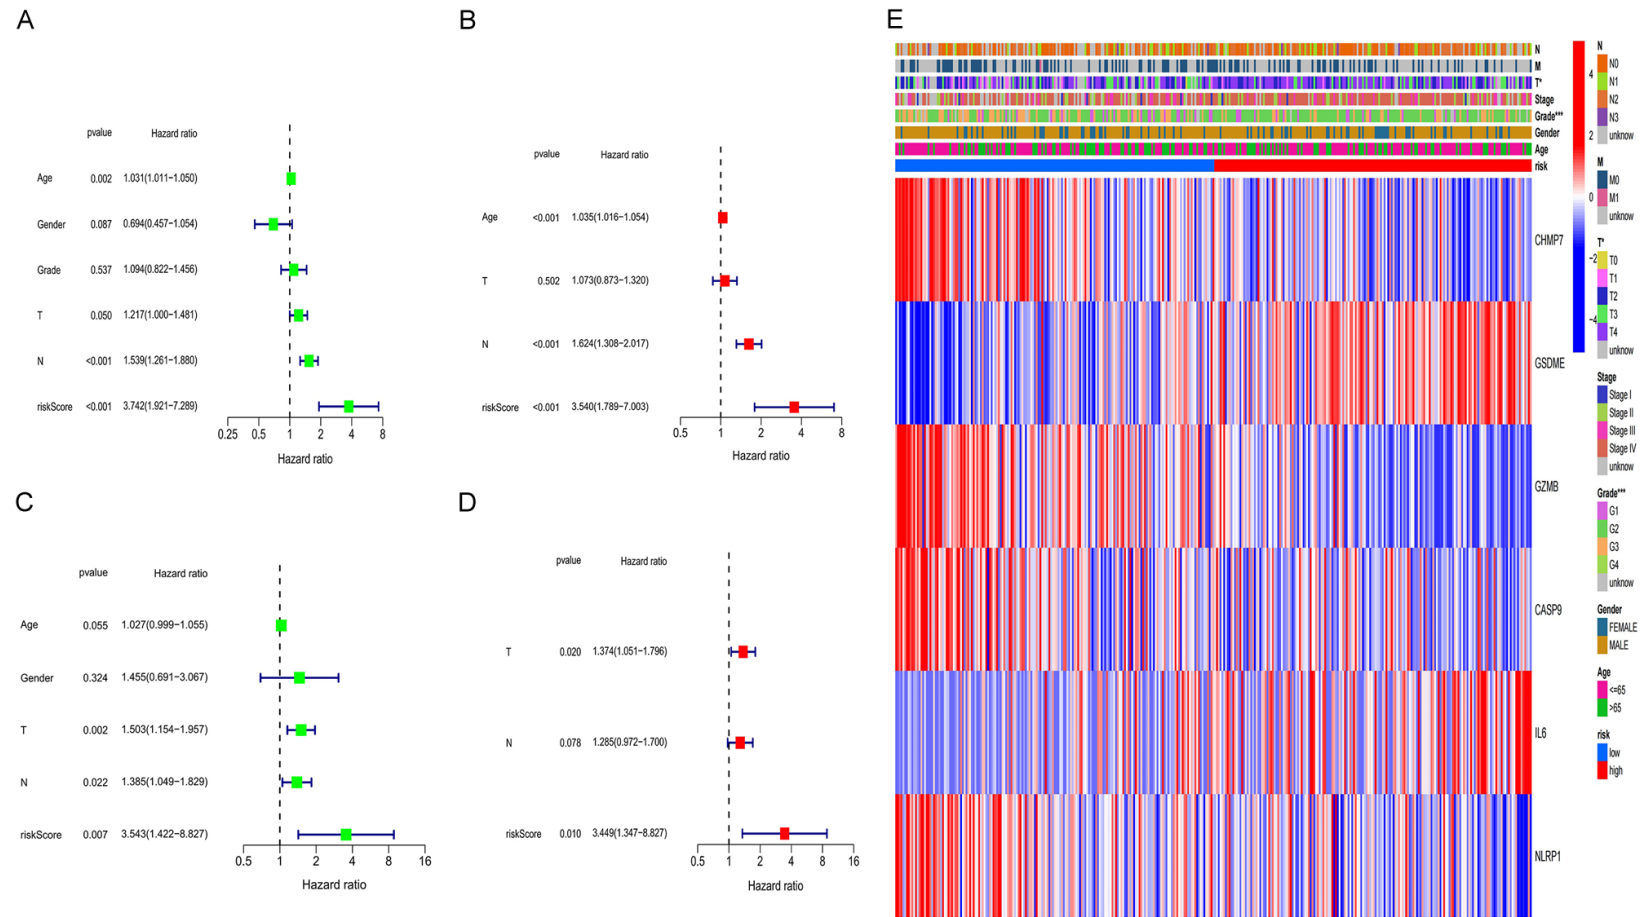 A
pvalue Hazard ratio
Age 0.002 1.031(1.011−1.050)
Gender 0.087 0.694(0.457−1.054)
Grade 0.537 1.094(0.822−1.456)
T 0.050 1.217(1.000−1.481)
N <0.001 1.539(1.261−1.880)
riskScore <0.001 3.742(1.921−7.289)
0.25 0.5 1 2 4 8
Hazard ratio
B
pvalue Hazard ratio
Age <0.001 1.035(1.016−1.054)
T 0.502 1.073(0.873−1.320)
N <0.001 1.624(1.308−2.017)
riskScore <0.001 3.540(1.789−7.003)
0.5 1 2 4 8
Hazard ratio
C
pvalue Hazard ratio
Age 0.055 1.027(0.999−1.055)
Gender 0.324 1.455(0.691−3.067)
T 0.002 1.503(1.154−1.957)
N 0.022 1.385(1.049−1.829)
riskScore 0.007 3.543(1.422−8.827)
0.5 1 2 4 8 16
Hazard ratio
D
pvalue Hazard ratio
T 0.020 1.374(1.051−1.796)
N 0.078 1.285(0.972−1.700)
riskScore 0.010 3.449(1.347−8.827)
0.5 1 2 4 8 16
Hazard ratio
E
N
M
T*
Stage
Grade***
Gender
Age
risk
CHMP7
GSDME
GZMB
CASP9
IL6
NLRP1
4
2
0
−2
−4
N
N0
N1
N2
N3
unknow
M
M0
M1
unknow
T*
T0
T1
T2
T3
T4
unknow
Stage
Stage I
Stage II
Stage III
Stage IV
unknow
Grade***
G1
G2
G3
G4
unknow
Gender
FEMALE
MALE
Age
<=65
>65
risk
low
high